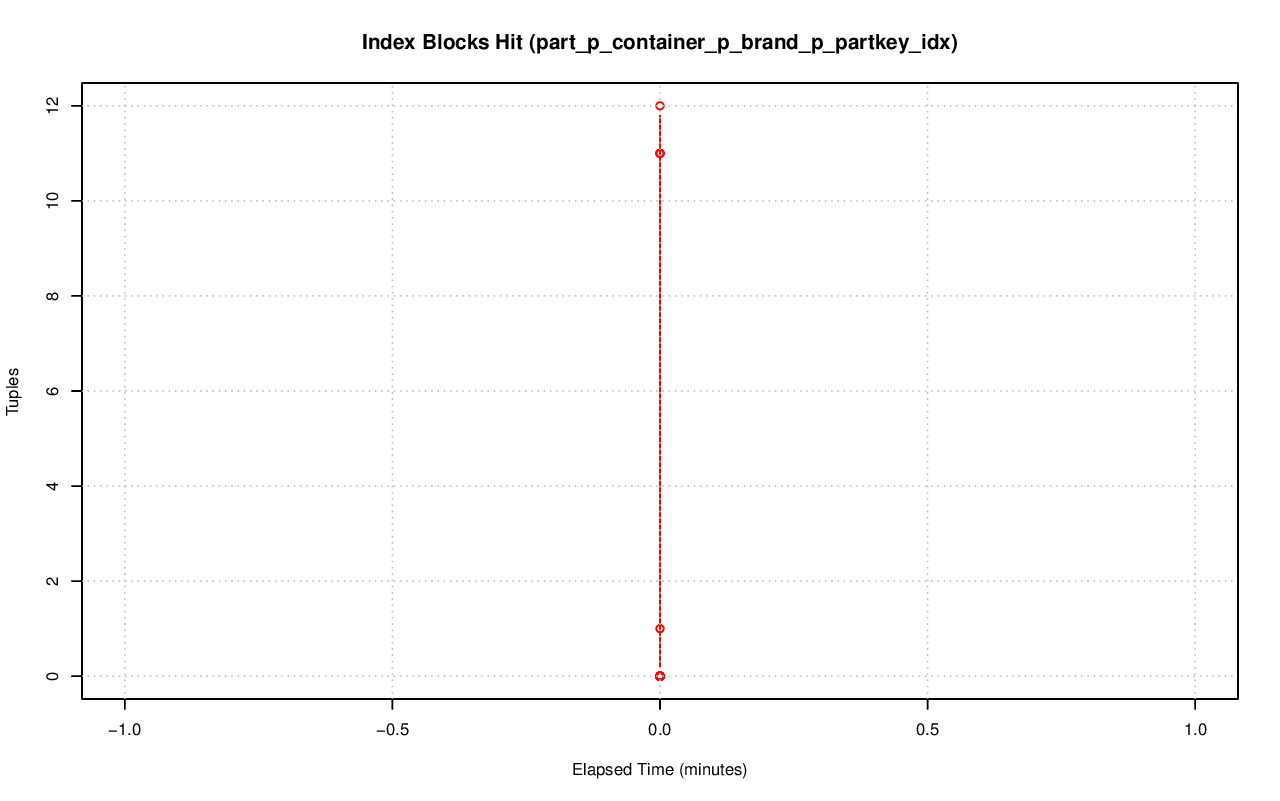 Index Blocks Hit (part_p_container_p_brand_p_partkey_idx)
Tuples
12
10
8
6
4
2
0
−1.0 −0.5 0.0 0.5 1.0
Elapsed Time (minutes)